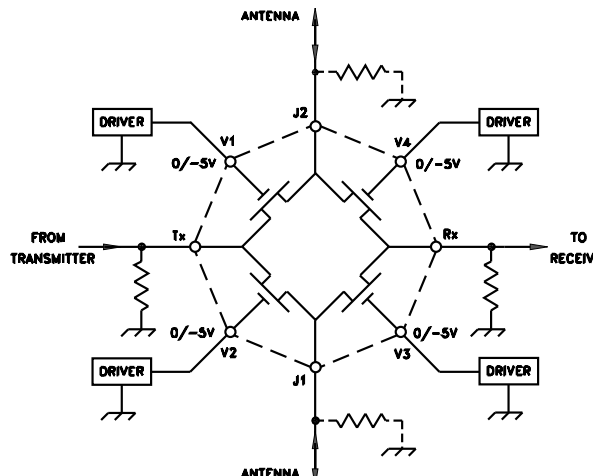 ANTENNA
J2
DRIVER
DRIVER
V1
V4
0/-5V
0/-5V
FROM
TRANSMITTER
Tx
Rx
TO
RECEIV
0/-5V
0/-5V
V2
V3
DRIVER
DRIVER
J1
ANTENNA